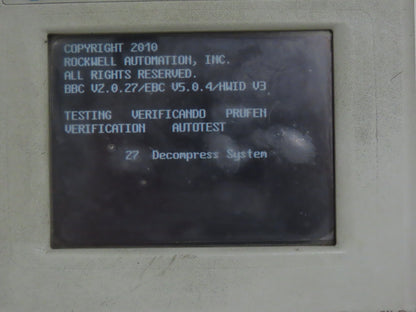 COPYRIGHT 2010
ROCKWELL AUTOMATION, INC.
ALL RIGHTS RESERVED.
BBC V2.0.27/EBC V5.0.4/HWID V3
TESTING VERIFICANDO PRUFEN
VERIFICATION AUTOTEST
27 Decompress System